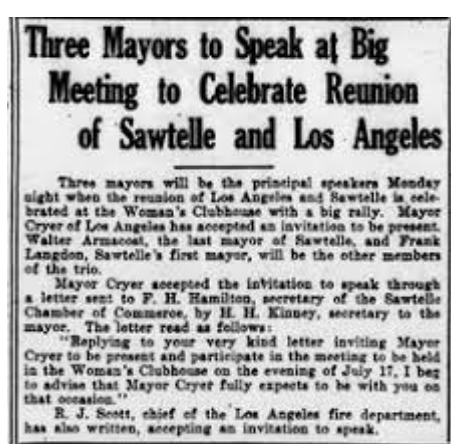 Three Mayors to Speak at Big
Meeting to Celebrate Reunion
of Sawtelle and Los Angeles
Three mayors will be the principal speakers Monday
night when the reunion of Los Angeles and Sawtelle is cele-
brated at the Woman's Clubhouse with a big rally. Mayor
Cryer of Los Angeles has accepted an invitation to be present.
Walter Armacost, the last mayor of Sawtelle, and Frank
Langdon, Sawtelle's first mayor, will be the other members
of the trio.
Mayor Cryer accepted the invitation to speak through
a letter sent to F. H. Hamilton, secretary of the Sawtelle
Chamber of Commerce, by H. H. Kinney, secretary to the
mayor. The letter read as follows:
"Replying to your very kind letter inviting Mayor
Cryer to be present and participate in the meeting to be held
in the Woman's Clubhouse on the evening of July 17, I beg
to advise that Mayor Cryer fully expects to be with you on
that occasion."
R. J. Scott, chief of the Los Angeles fire department,
has also written, accepting an invitation to speak.